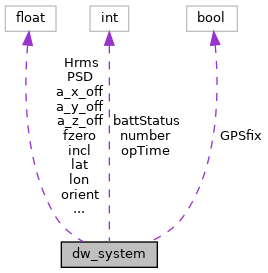 float
int
bool
Hrms
PSD
a_x_off
a_y_off
a_z_off
fzero
incl
lat
lon
orient
...
battStatus
number
opTime
GPSfix
dw_system